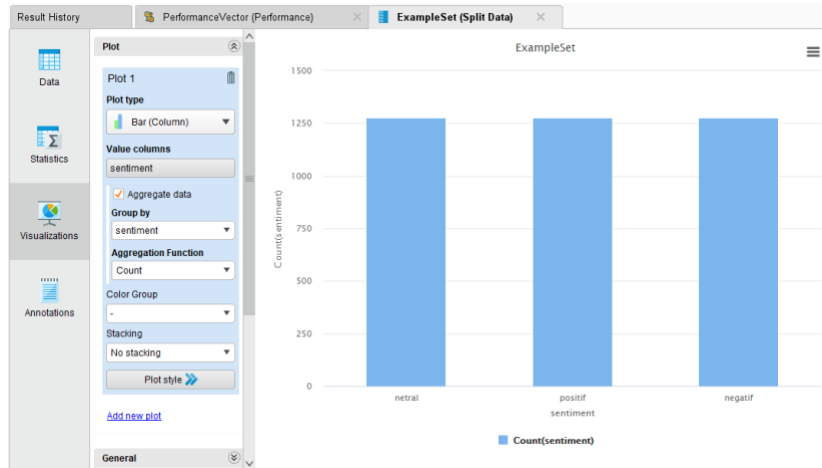 Result History
PerformanceVector (Performance)
ExampleSet (Split Data)
Data
Statistics
Visualizations
Annotations
Plot
Plot 1
Plot type
Bar (Column)
Value columns
sentiment
Aggregate data
Group by
sentiment
Aggregation Function
Count
Color Group
-
Stacking
No stacking
Plot style
Add new plot
General
ExampleSet
Count(sentiment)
1500
1250
1000
750
500
250
0
netral
positif
negatif
sentiment
Count(sentiment)